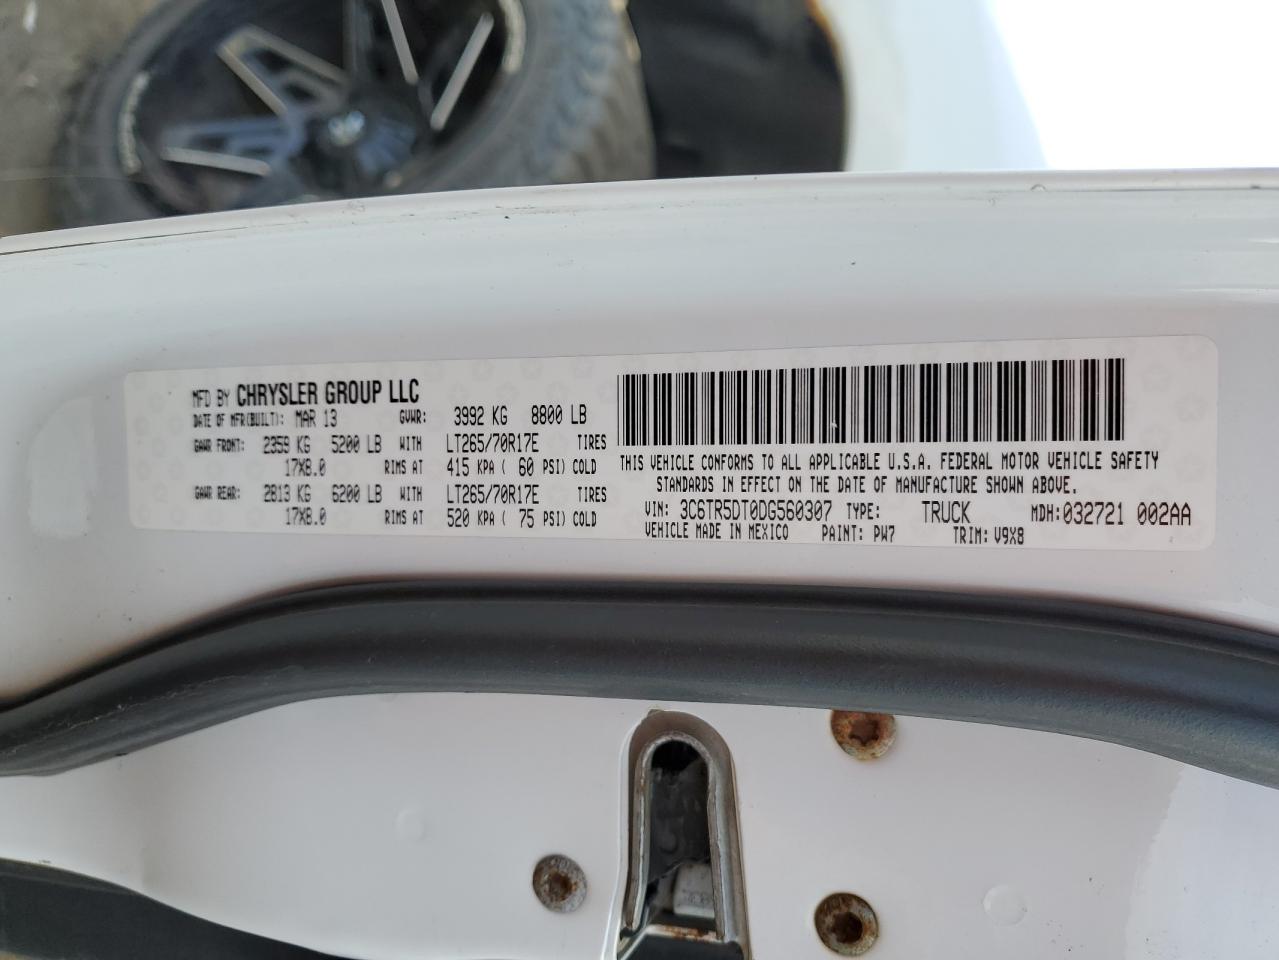 MFD BY CHRYSLER GROUP LLC
DATE OF MFR(BUILT): MAR 13 GVWR: 3992 KG 8800 LB
GAWR FRONT: 2359 KG 5200 LB WITH LT265/70R17E TIRES
17X8.0 RIMS AT 415 KPA ( 60 PSI) COLD
GAWR REAR: 2813 KG 6200 LB WITH LT265/70R17E TIRES
17X8.0 RIMS AT 520 KPA ( 75 PSI) COLD
THIS VEHICLE CONFORMS TO ALL APPLICABLE U.S.A. FEDERAL MOTOR VEHICLE SAFETY
STANDARDS IN EFFECT ON THE DATE OF MANUFACTURE SHOWN ABOVE.
VIN: 3C6TR5DT0DG560307 TYPE: TRUCK MDH:032721 002AA
VEHICLE MADE IN MEXICO PAINT: PW7 TRIM: V9X8